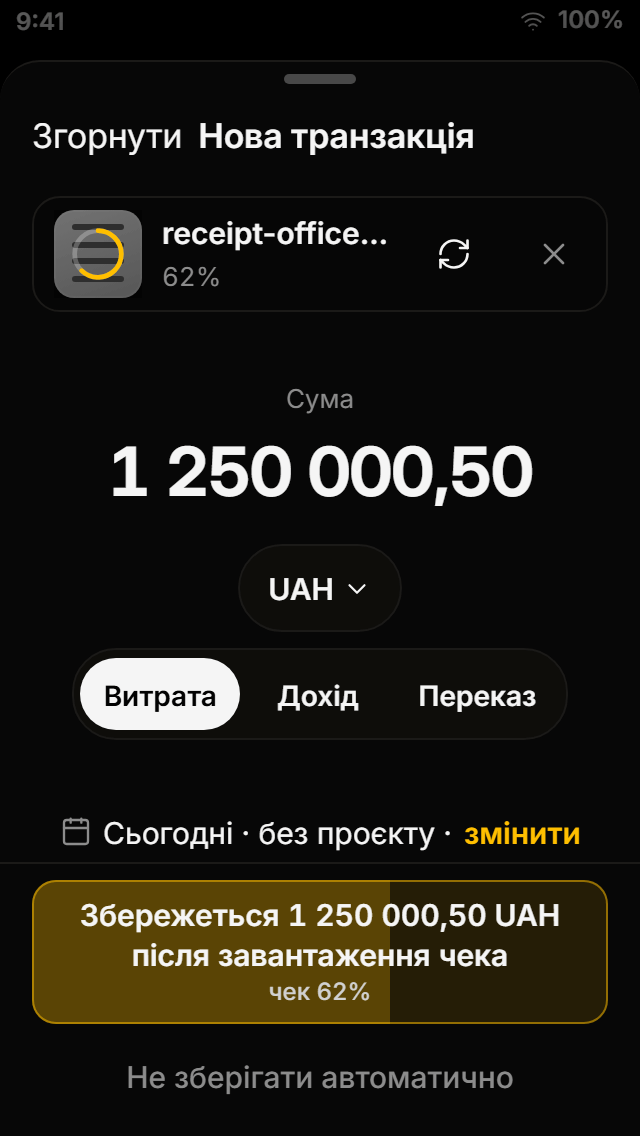 9:41 100%
Згорнути Нова транзакція
receipt-office...
62%
Сума
1 250 000,50
UAH
Витрата Дохід Переказ
Сьогодні · без проєкту · змінити
Збережеться 1 250 000,50 UAH
після завантаження чека
чек 62%
Не зберігати автоматично